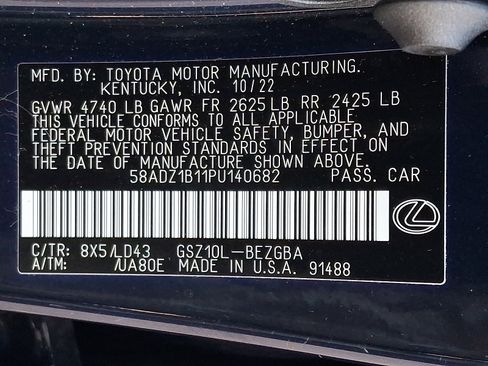 MFD. BY: TOYOTA MOTOR MANUFACTURING.
KENTUCKY, INC. 10/22
GVWR 4740 LB GAWR FR 2625 LB RR 2425 LB
THIS VEHICLE CONFORMS TO ALL APPLICABLE
FEDERAL MOTOR VEHICLE SAFETY, BUMPER, AND
THEFT PREVENTION STANDARDS IN EFFECT ON
THE DATE OF MANUFACTURE SHOWN ABOVE.
58ADZ1B11PU140682 PASS. CAR
C/TR: 8X5/LD43 GSZ10L-BEZGBA
A/TM: /UA80E MADE IN U.S.A. 91488